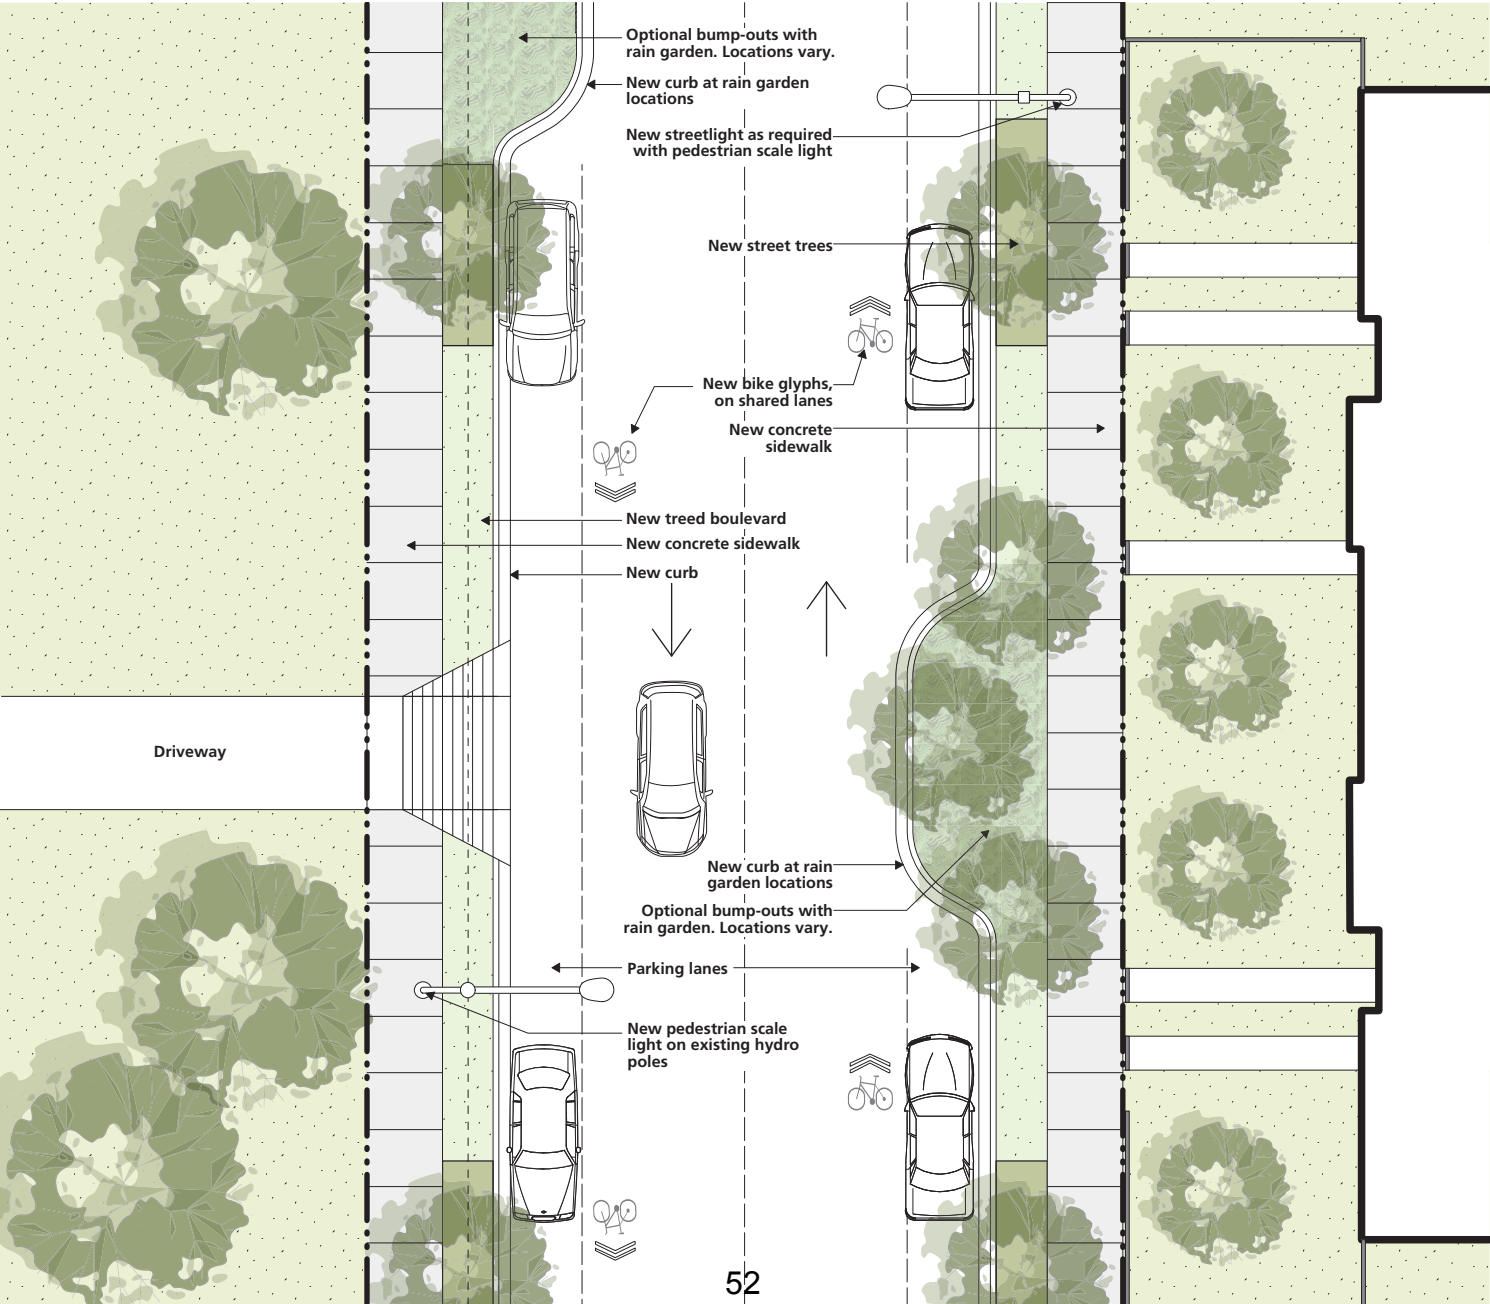 Optional bump-outs with
rain garden. Locations vary.
New curb at rain garden
locations
New streetlight as required
with pedestrian scale light
New street trees
New bike glyphs,
on shared lanes
New concrete
sidewalk
New treed boulevard
New concrete sidewalk
New curb
Driveway
New curb at rain
garden locations
Optional bump-outs with
rain garden. Locations vary.
Parking lanes
New pedestrian scale
light on existing hydro
poles
52